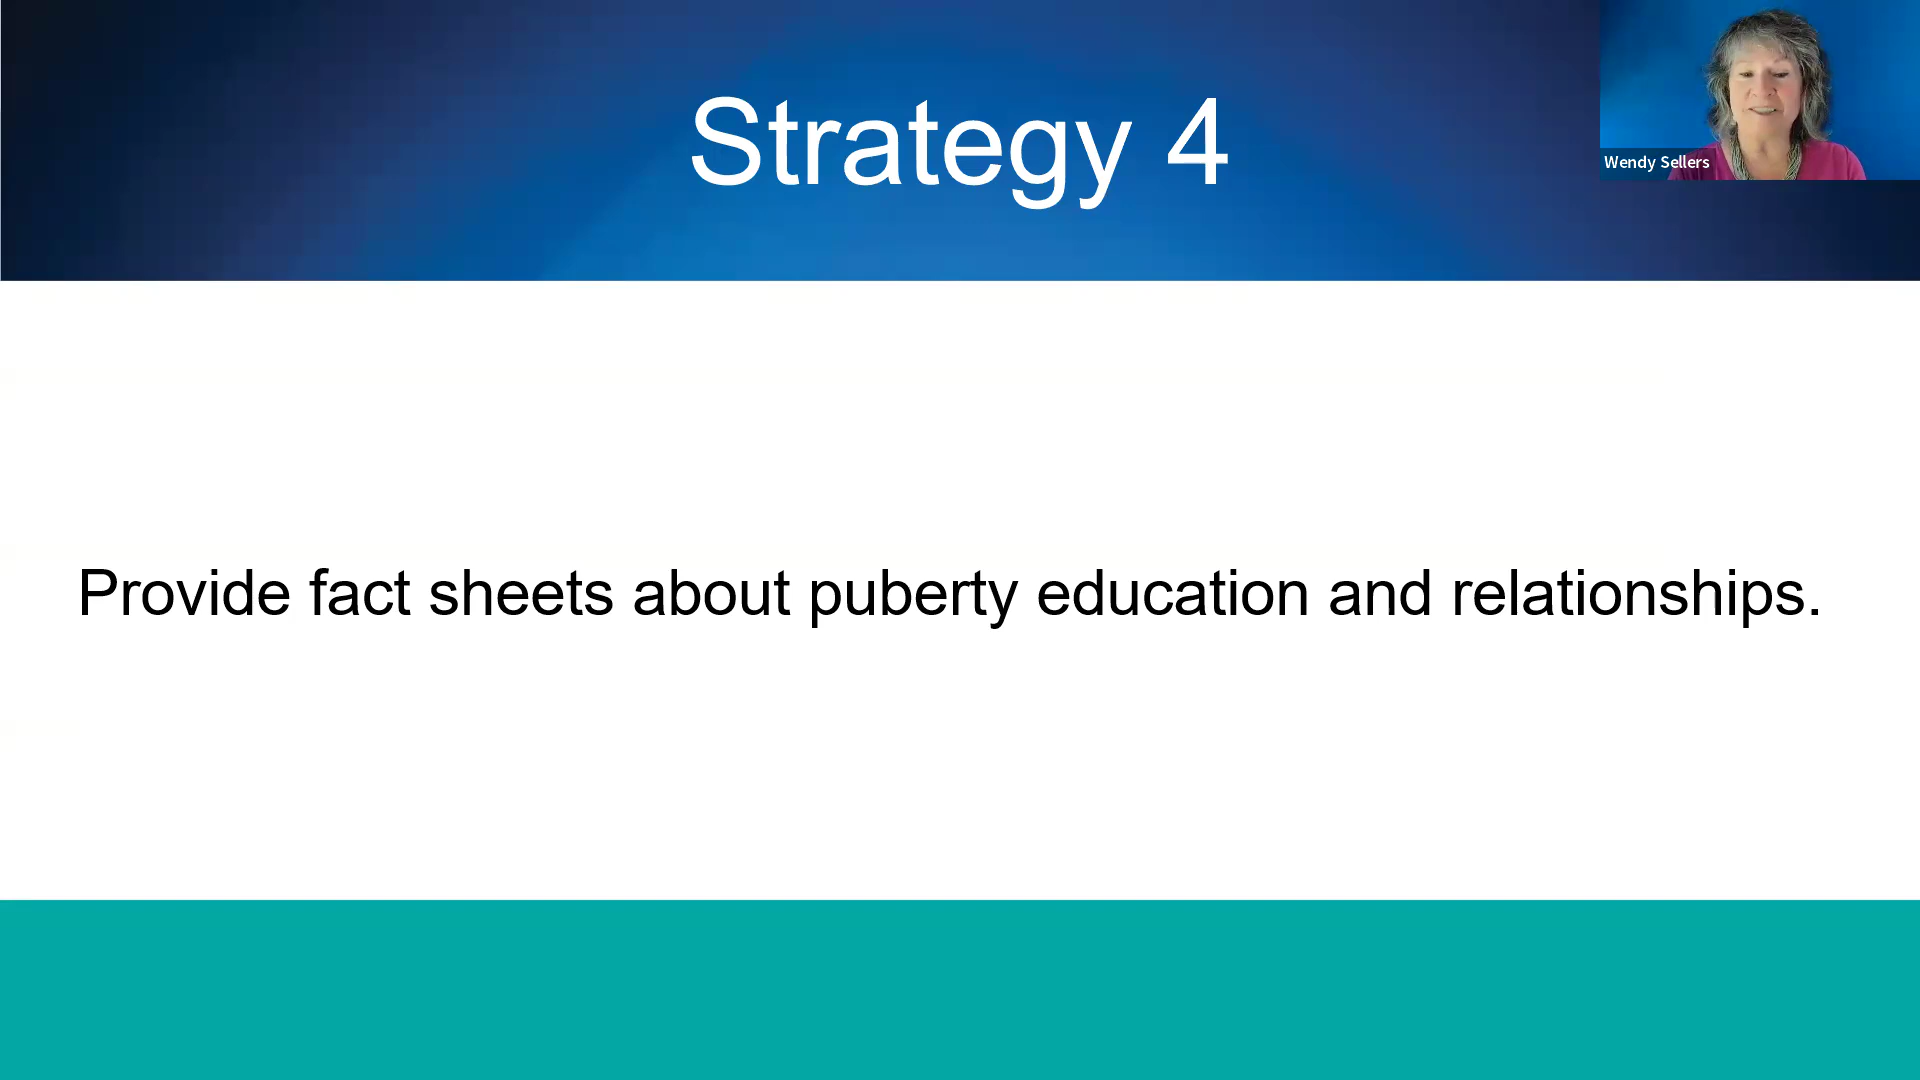 Strategy 4
Wendy Sellers
Provide fact sheets about puberty education and relationships.